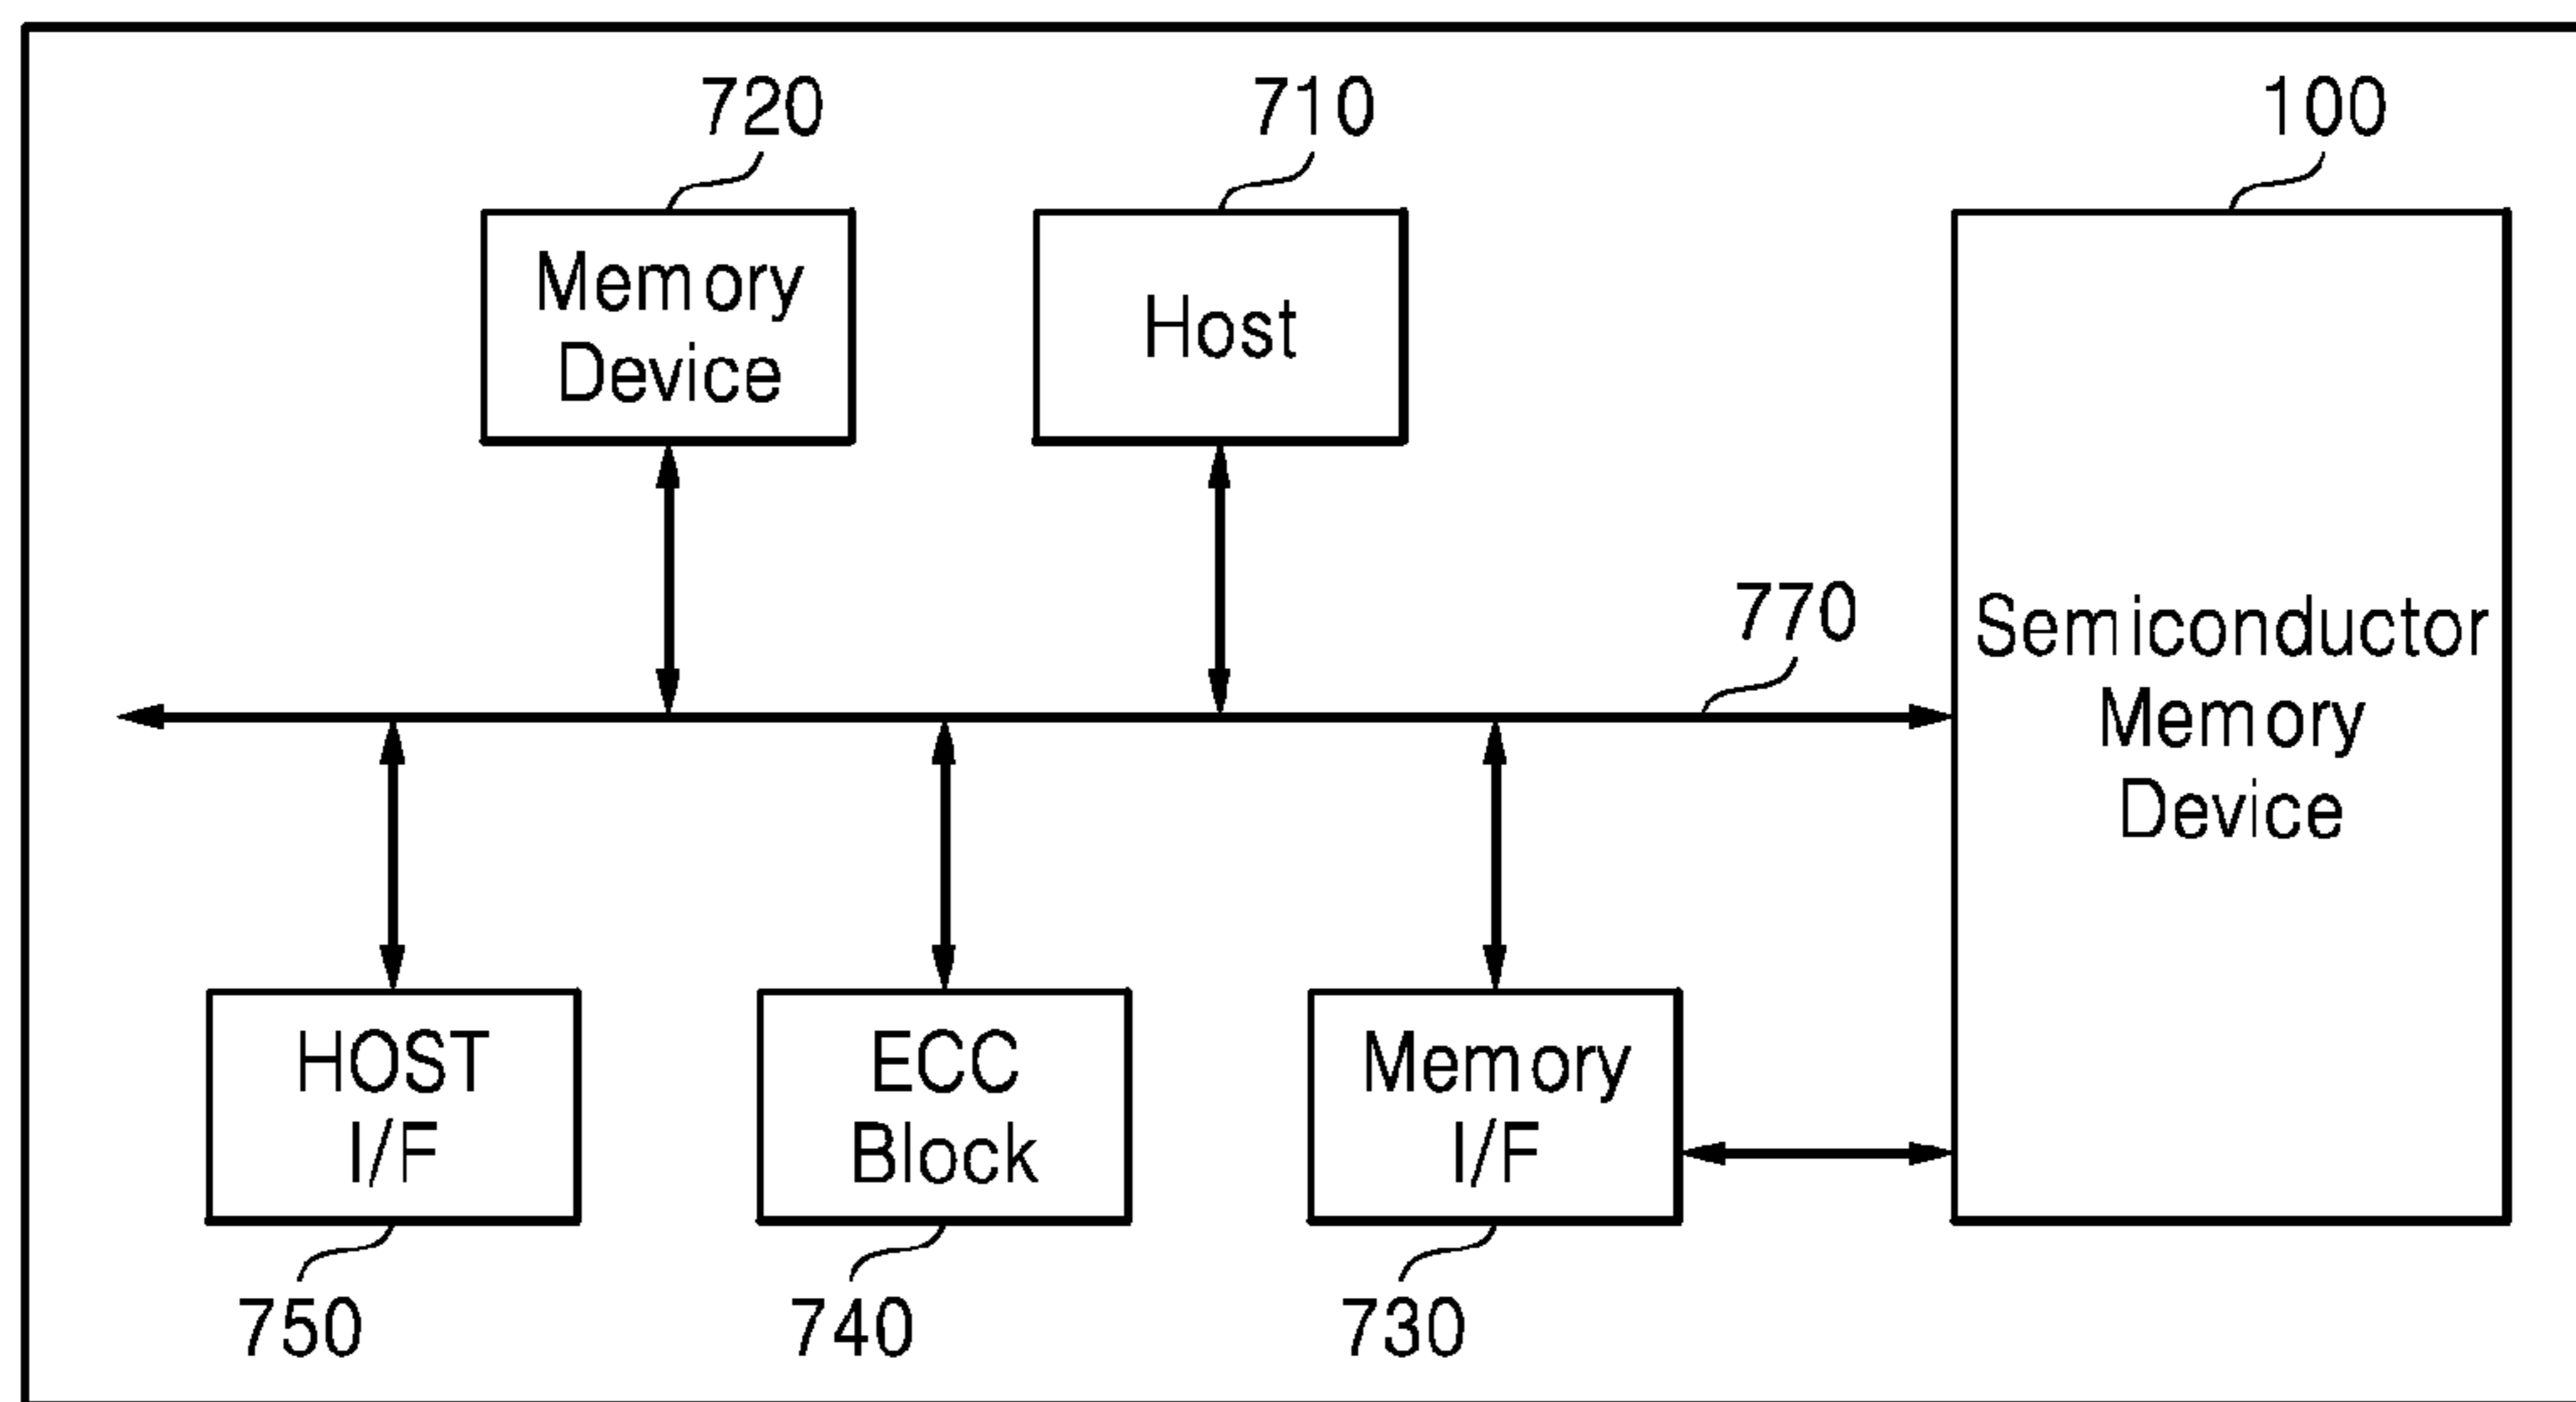 720
710
100
Memory
Device
Host
770
Semiconductor
Memory
Device
HOST
I/F
ECC
Block
Memory
I/F
750
740
730